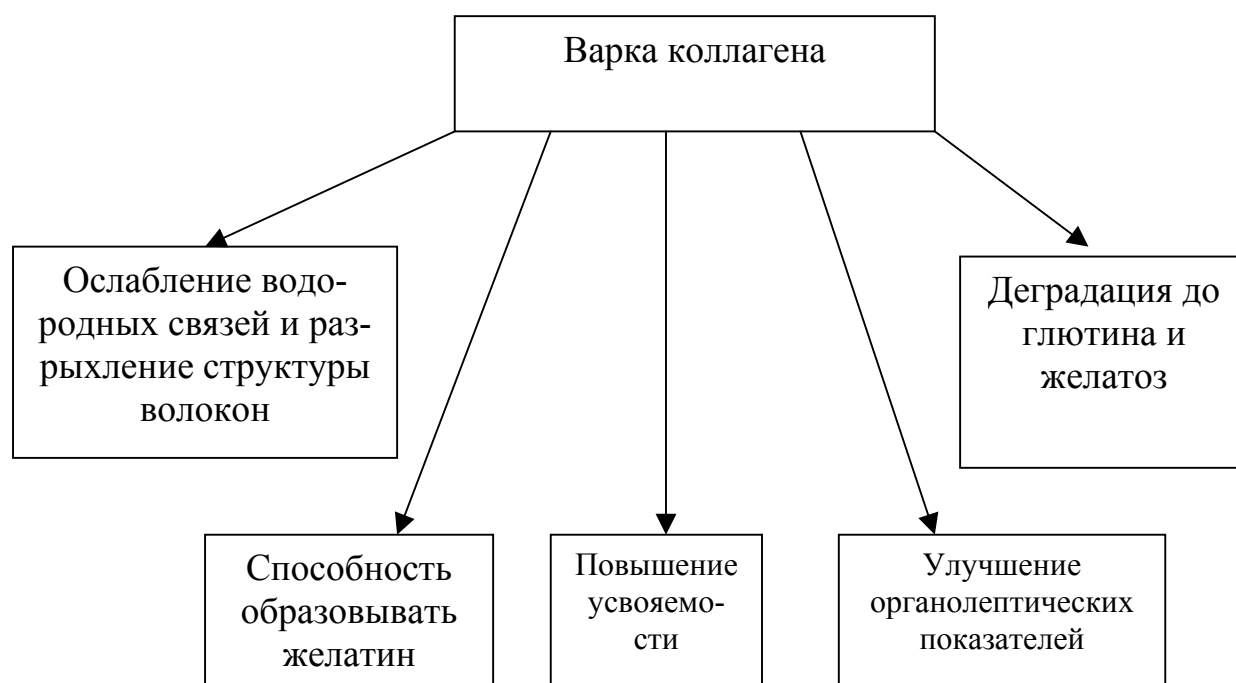 Варка коллагена
Ослабление водо-
родных связей и раз-
рыхление структуры
волокон
Деградация до
глютина и
желатоз
Способность
образовывать
желатин
Повышение
усвояемо-
сти
Улучшение
органолептических
показателей